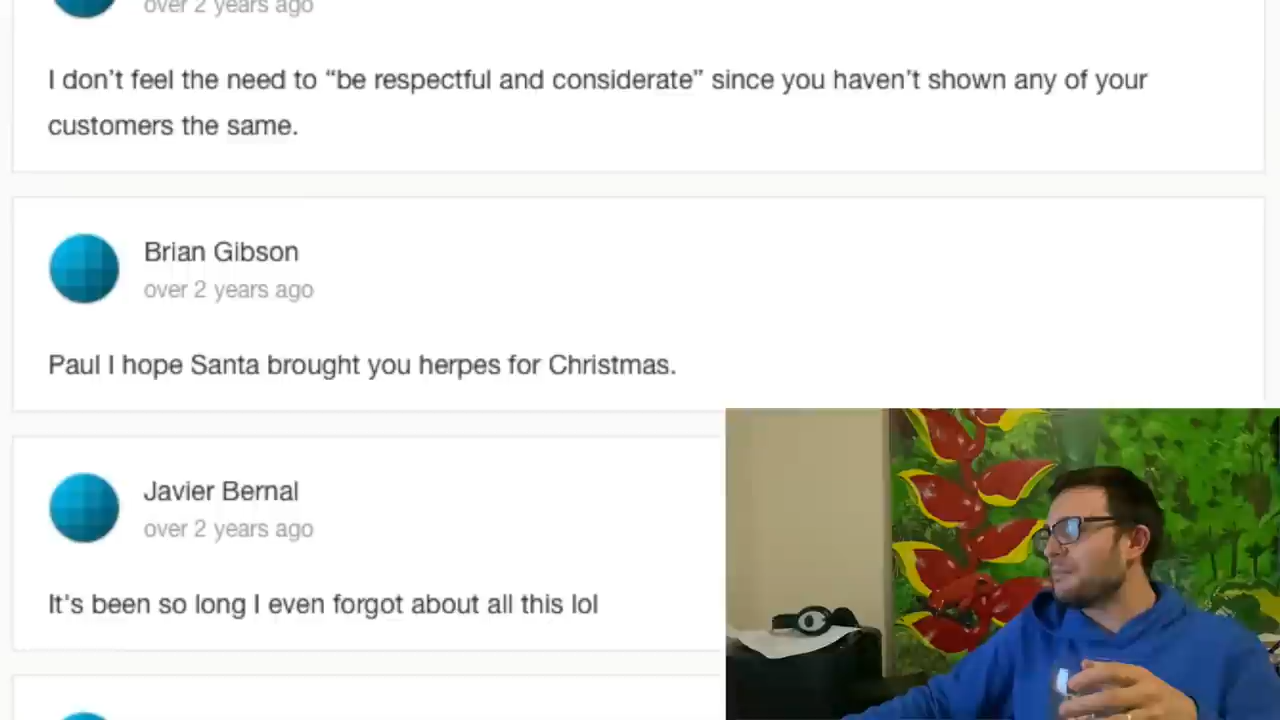 over 2 years ago
I don’t feel the need to “be respectful and considerate” since you haven’t shown any of your
customers the same.
Brian Gibson
over 2 years ago
Paul I hope Santa brought you herpes for Christmas.
Javier Bernal
over 2 years ago
It's been so long I even forgot about all this lol